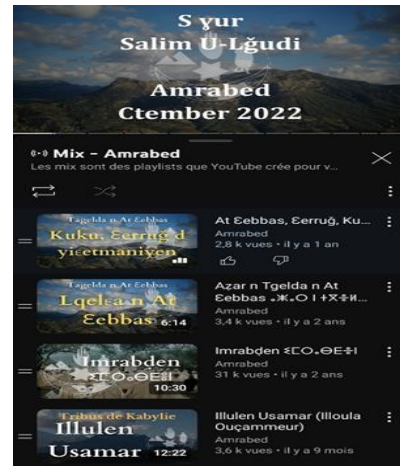 S ɣur
Salim U-Lǧudi
Amrabed
Ctember 2022
Mix – Amrabed
Les mix sont des playlists que YouTube crée pour v...
Tagelda n At Ɛebbas
Kuku, Ɛerruǧ d
yiɛetmaniyen
At Ɛebbas, Ɛerruǧ, Ku...
Amrabed
2,8 k vues • il y a 1 an
Tagelda n At Ɛebbas
Lqelɛa n At
Ɛebbas
6:14
Aẓar n Tgelda n At
Ɛebbas
Amrabed
3,4 k vues • il y a 2 ans
Imrabḍen
10:30
Imrabḍen ⵉⵎⵔⴰⴱⴹⴻⵏ
Amrabed
31 k vues • il y a 2 ans
Tribus de Kabylie
Illulen
Usamar
12:22
Illulen Usamar (Illoula
Ouçammeur)
Amrabed
3,6 k vues • il y a 9 mois